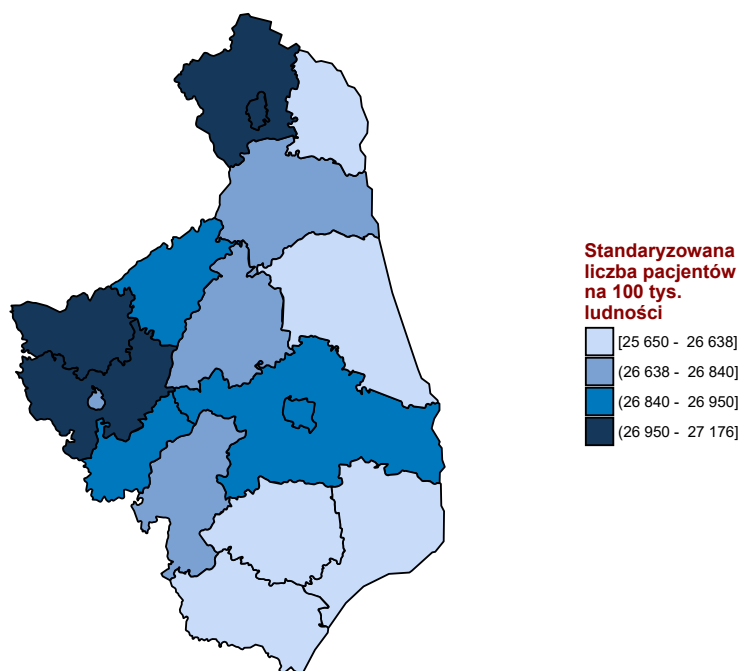 Standaryzowana
liczba pacjentów
na 100 tys.
ludności
[25 650 - 26 638]
(26 638 - 26 840]
(26 840 - 26 950]
(26 950 - 27 176]